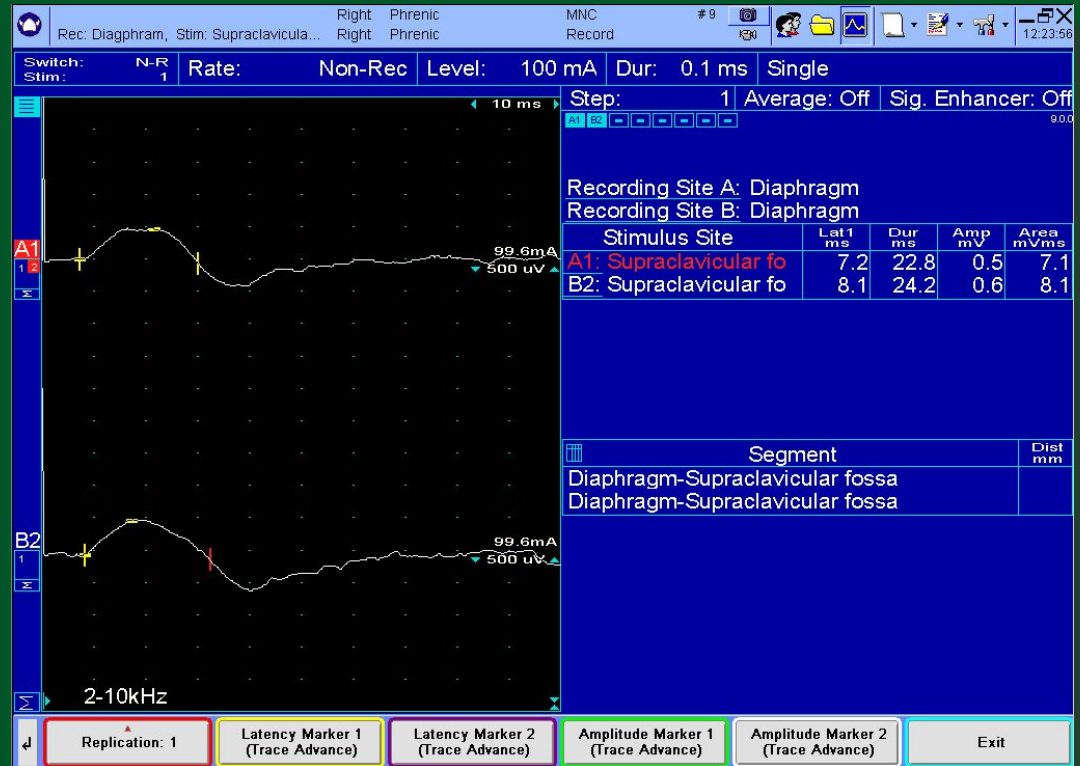 Right Phrenic MNC #9
Rec: Diagphram, Stim: Supraclavicula... Right Phrenic Record 12:23:56
Switch: N-R Rate: Non-Rec Level: 100 mA Dur: 0.1 ms Single
Stim: 1
10 ms Step: 1 Average: Off Sig. Enhancer: Off
A1 B2 9.0.0
Recording Site A: Diaphragm
Recording Site B: Diaphragm
Stimulus Site Lat1 ms Dur ms Amp mV Area mVms
A1: Supraclavicular fo 7.2 22.8 0.5 7.1
B2: Supraclavicular fo 8.1 24.2 0.6 8.1
A1 99.6mA
1 2 500 uV
Σ
Segment Dist mm
Diaphragm-Supraclavicular fossa
Diaphragm-Supraclavicular fossa
B2 99.6mA
1 500 uV
Σ
Σ 2-10kHz
Replication: 1 Latency Marker 1 Latency Marker 2 Amplitude Marker 1 Amplitude Marker 2 Exit
(Trace Advance) (Trace Advance) (Trace Advance) (Trace Advance)